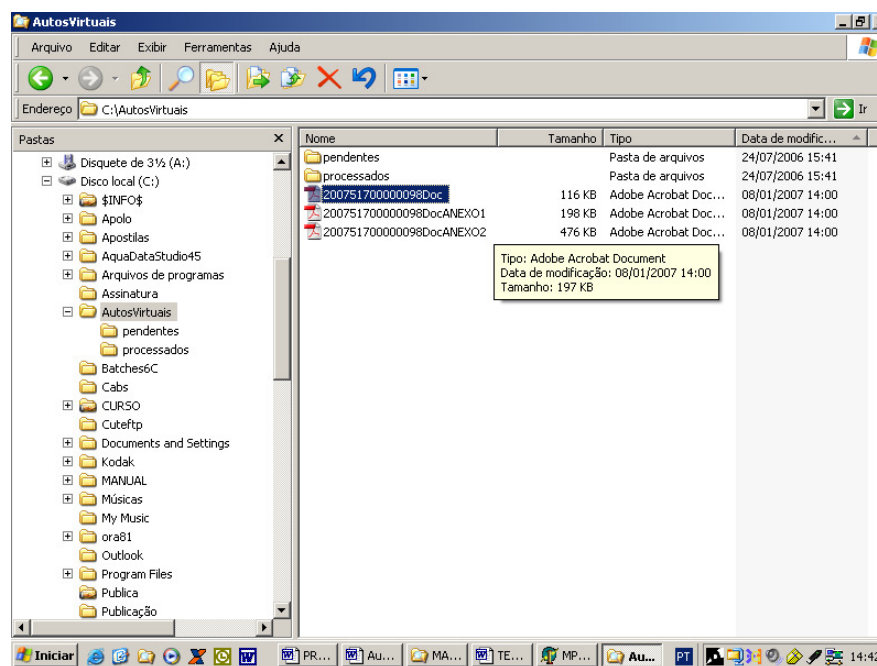 AutosVirtuais
Arquivo Editar Exibir Ferramentas Ajuda
Endereço C:\AutosVirtuais Ir
Pastas
Disquete de 3½ (A:)
Disco local (C:)
$INFO$
Apolo
Apostilas
AquaDataStudio45
Arquivos de programas
Assinatura
AutosVirtuais
pendentes
processados
Batches6C
Cabs
CURSO
Cuteftp
Documents and Settings
Kodak
MANUAL
Músicas
My Music
ora81
Outlook
Program Files
Publica
Publicação
Nome Tamanho Tipo Data de modific...
pendentes Pasta de arquivos 24/07/2006 15:41
processados Pasta de arquivos 24/07/2006 15:41
200751700000098Doc 116 KB Adobe Acrobat Doc... 08/01/2007 14:00
200751700000098DocANEXO1 198 KB Adobe Acrobat Doc... 08/01/2007 14:00
200751700000098DocANEXO2 476 KB Adobe Acrobat Doc... 08/01/2007 14:00
Tipo: Adobe Acrobat Document
Data de modificação: 08/01/2007 14:00
Tamanho: 197 KB
Iniciar PR... Au... MA... TE... MP... Au... PT 14:42